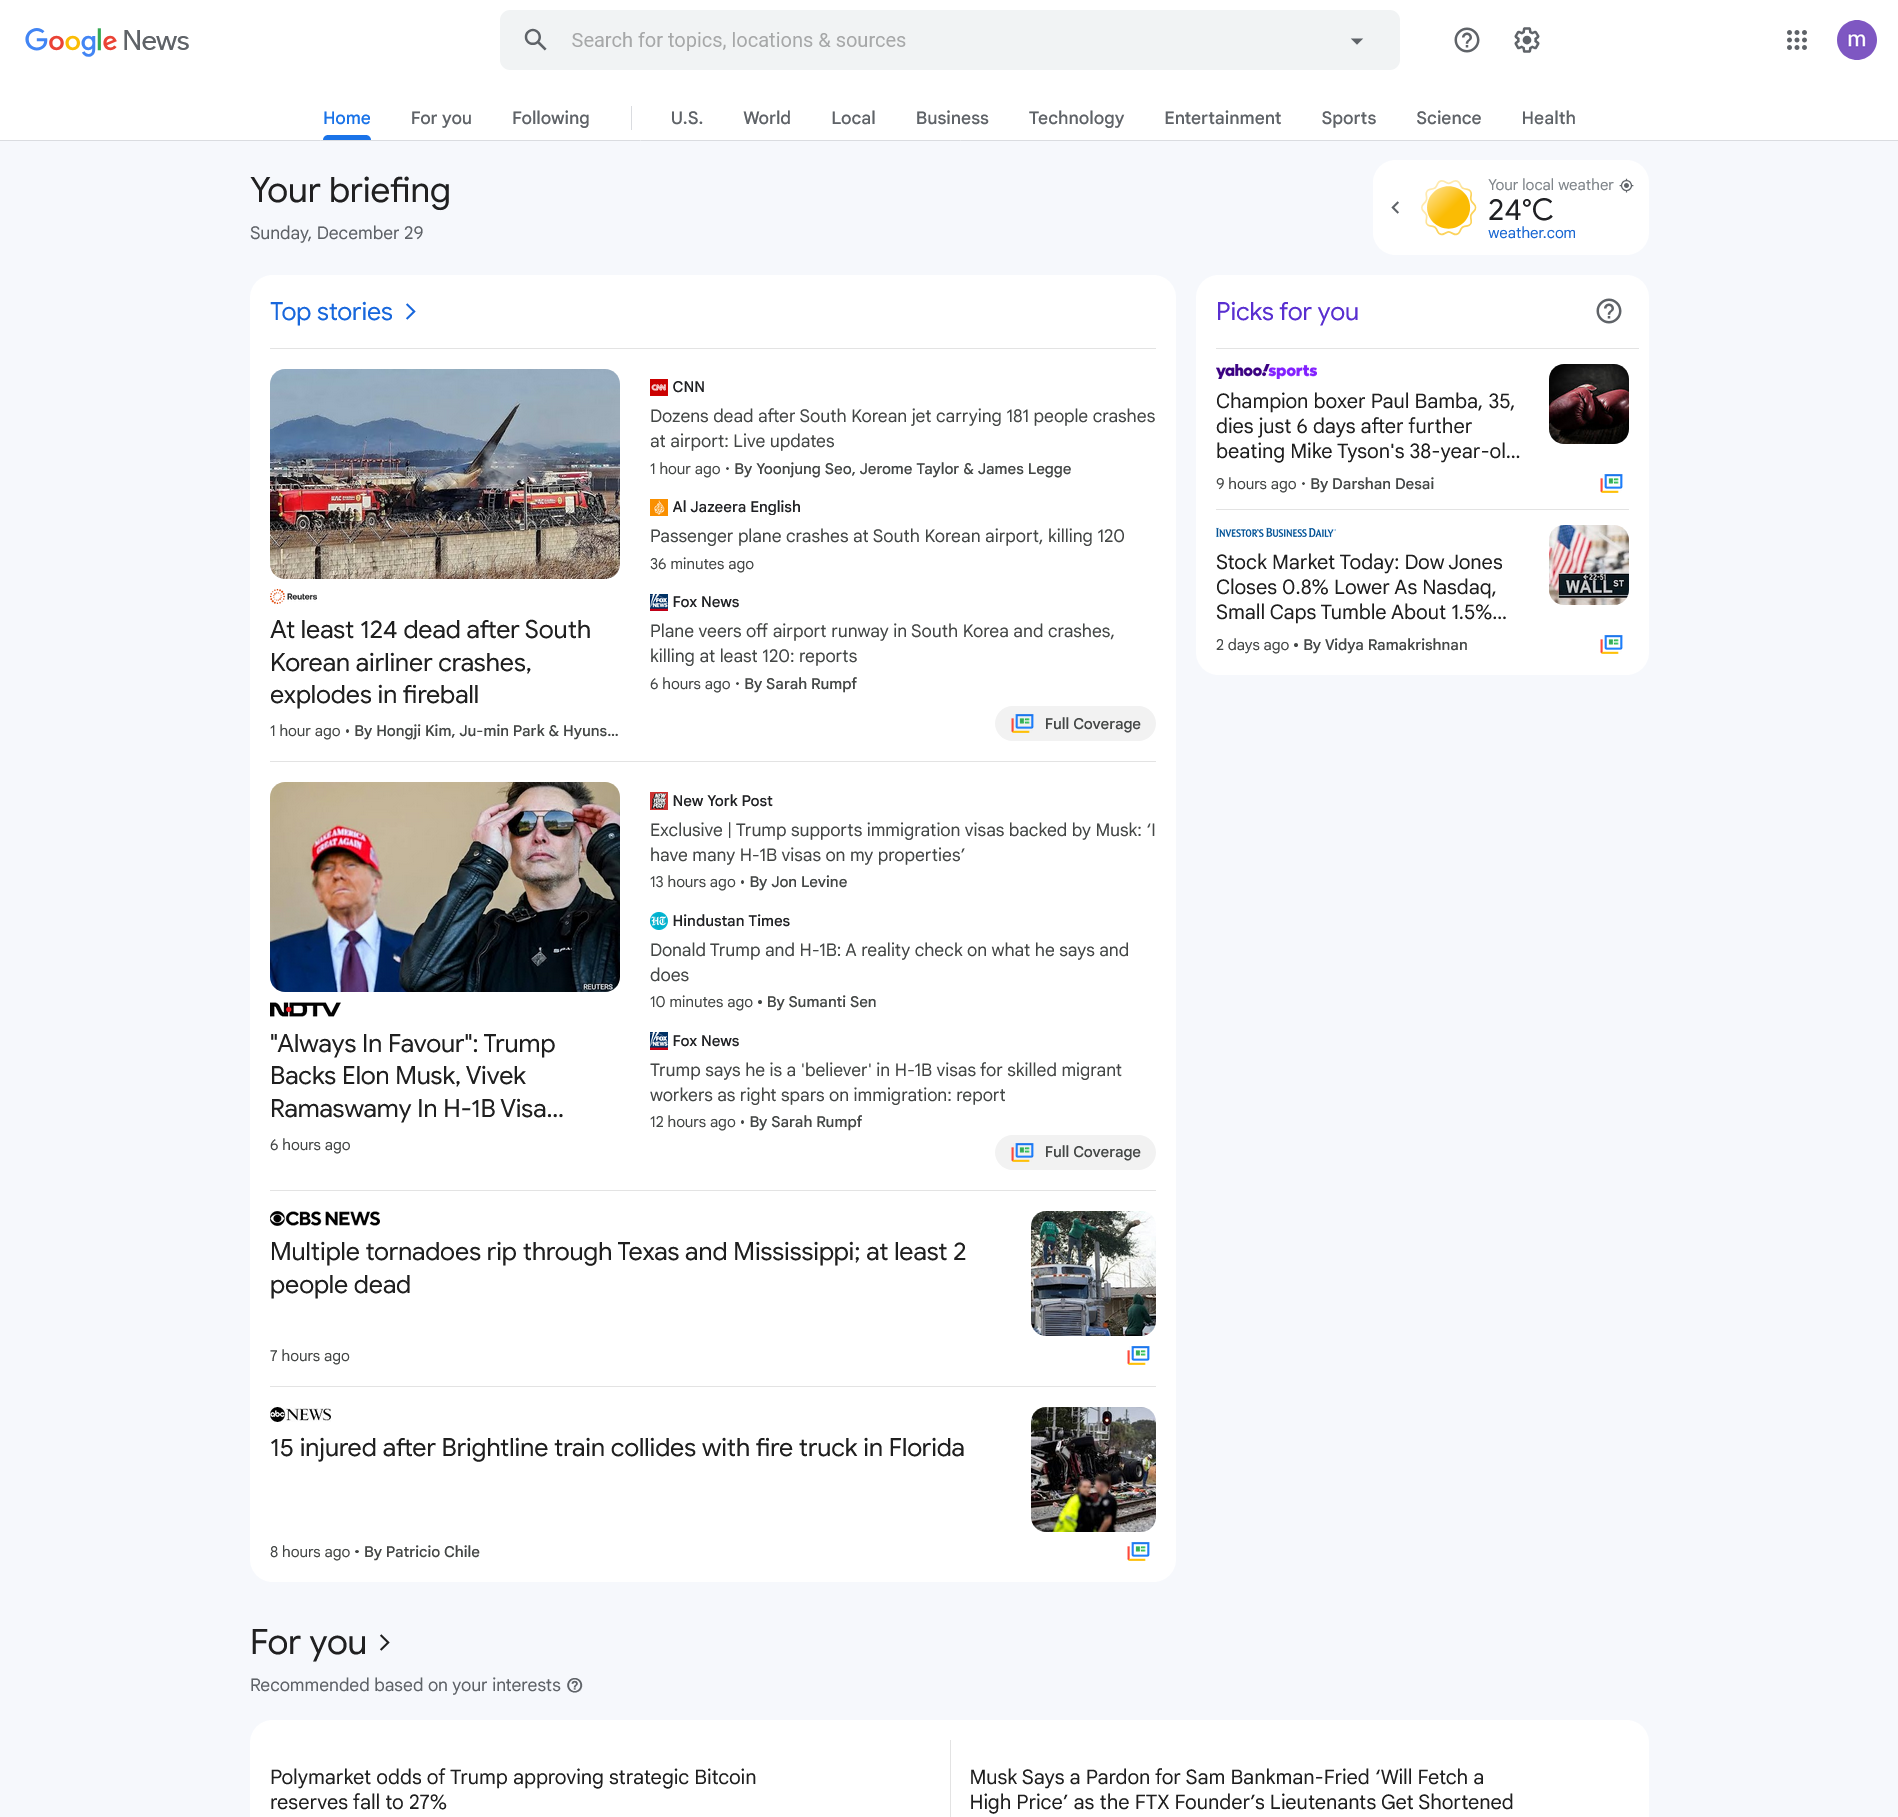 Google News
Search for topics, locations & sources
m
Home
For you
Following
U.S.
World
Local
Business
Technology
Entertainment
Sports
Science
Health
Your briefing
Sunday, December 29
Your local weather
24°C
weather.com
Top stories
Reuters
At least 124 dead after South
Korean airliner crashes,
explodes in fireball
1 hour ago • By Hongji Kim, Ju-min Park & Hyuns...
CNN
Dozens dead after South Korean jet carrying 181 people crashes
at airport: Live updates
1 hour ago • By Yoonjung Seo, Jerome Taylor & James Legge
Al Jazeera English
Passenger plane crashes at South Korean airport, killing 120
36 minutes ago
Fox News
Plane veers off airport runway in South Korea and crashes,
killing at least 120: reports
6 hours ago • By Sarah Rumpf
Full Coverage
MAKE AMERICA
GREAT AGAIN
REUTERS
NDTV
"Always In Favour": Trump
Backs Elon Musk, Vivek
Ramaswamy In H-1B Visa...
6 hours ago
New York Post
Exclusive | Trump supports immigration visas backed by Musk: ‘I
have many H-1B visas on my properties’
13 hours ago • By Jon Levine
Hindustan Times
Donald Trump and H-1B: A reality check on what he says and
does
10 minutes ago • By Sumanti Sen
Fox News
Trump says he is a 'believer' in H-1B visas for skilled migrant
workers as right spars on immigration: report
12 hours ago • By Sarah Rumpf
Full Coverage
CBS NEWS
Multiple tornadoes rip through Texas and Mississippi; at least 2
people dead
7 hours ago
abc NEWS
15 injured after Brightline train collides with fire truck in Florida
8 hours ago • By Patricio Chile
Picks for you
yahoo!sports
Champion boxer Paul Bamba, 35,
dies just 6 days after further
beating Mike Tyson's 38-year-ol...
9 hours ago • By Darshan Desai
INVESTOR'S BUSINESS DAILY
Stock Market Today: Dow Jones
Closes 0.8% Lower As Nasdaq,
Small Caps Tumble About 1.5%...
WALL ST
2 days ago • By Vidya Ramakrishnan
For you
Recommended based on your interests
Polymarket odds of Trump approving strategic Bitcoin
reserves fall to 27%
Musk Says a Pardon for Sam Bankman-Fried ‘Will Fetch a
High Price’ as the FTX Founder’s Lieutenants Get Shortened